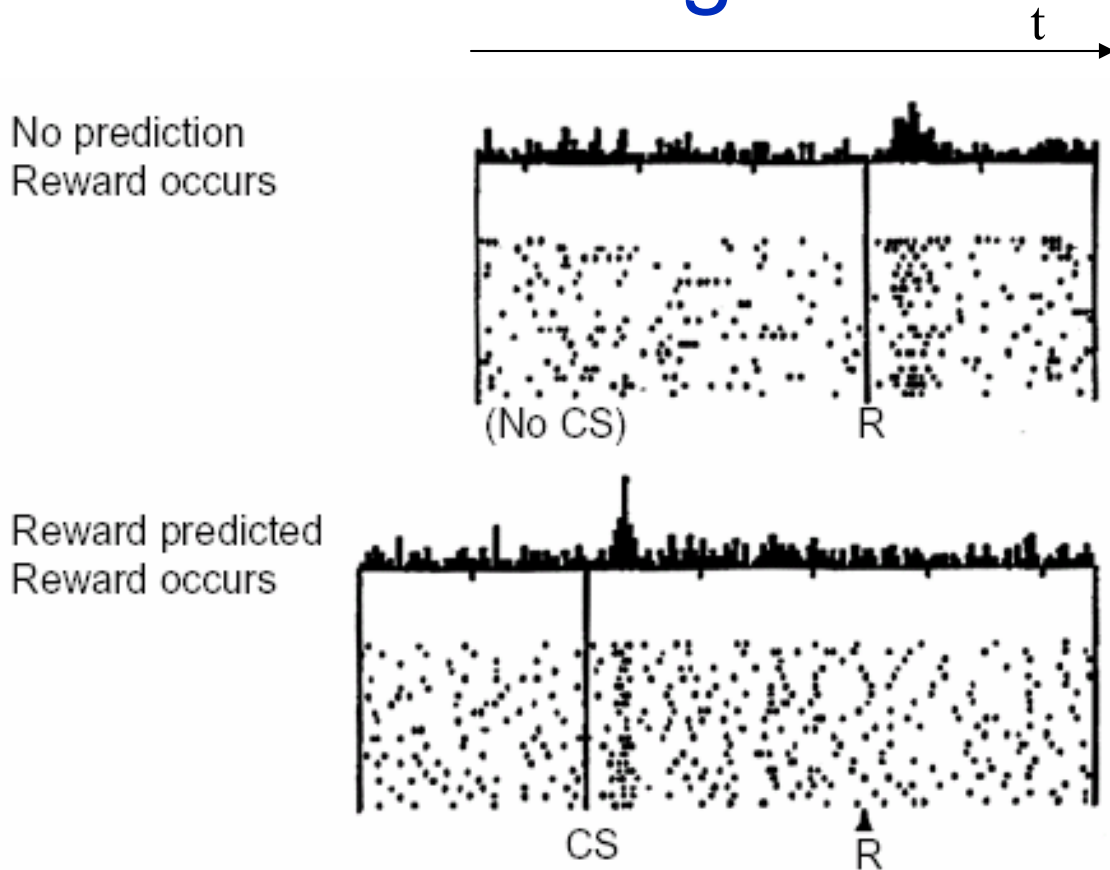 t
No prediction
Reward occurs
(No CS)
R
Reward predicted
Reward occurs
CS
R